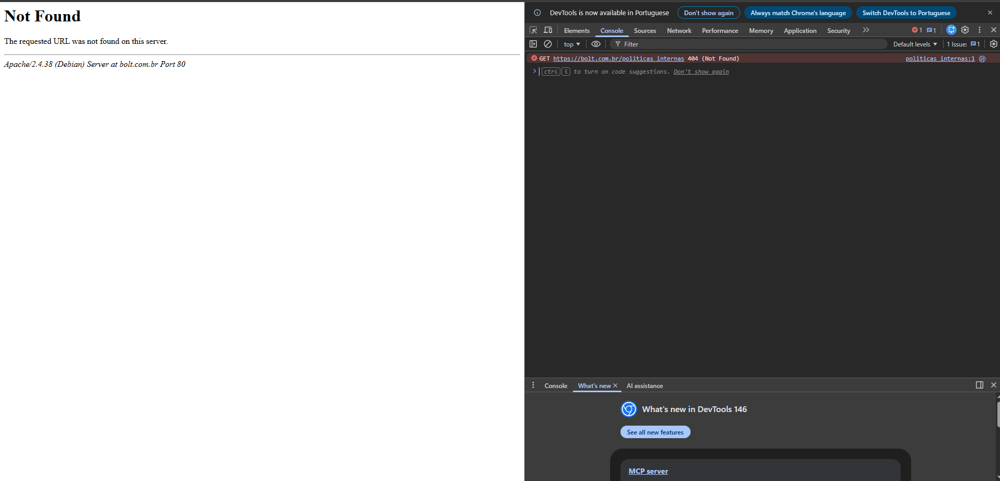 Not Found
The requested URL was not found on this server.
Apache/2.4.38 (Debian) Server at bolt.com.br Port 80
DevTools is now available in Portuguese Don't show again Always match Chrome's language Switch DevTools to Portuguese
Elements Console Sources Network Performance Memory Application Security 1 1
top Filter Default levels 1 Issue: 1
GET https://bolt.com.br/politicas_internas 404 (Not Found) politicas_internas:1
ctrl i to turn on code suggestions. Don't show again
Console What's new AI assistance
What's new in DevTools 146
See all new features
MCP server